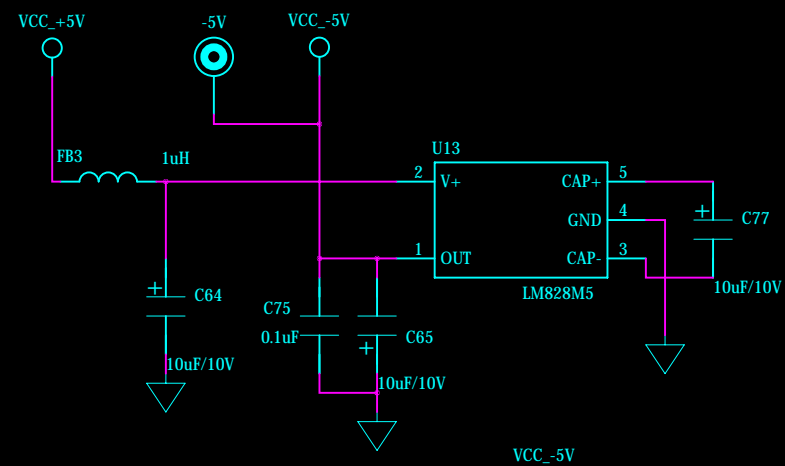 VCC_+5V
-5V
VCC_-5V
FB3
1uH
U13
2
V+
CAP+
5
GND
4
C77
1
OUT
CAP-
3
LM828M5
10uF/10V
C64
C75
0.1uF
C65
10uF/10V
10uF/10V
VCC_-5V